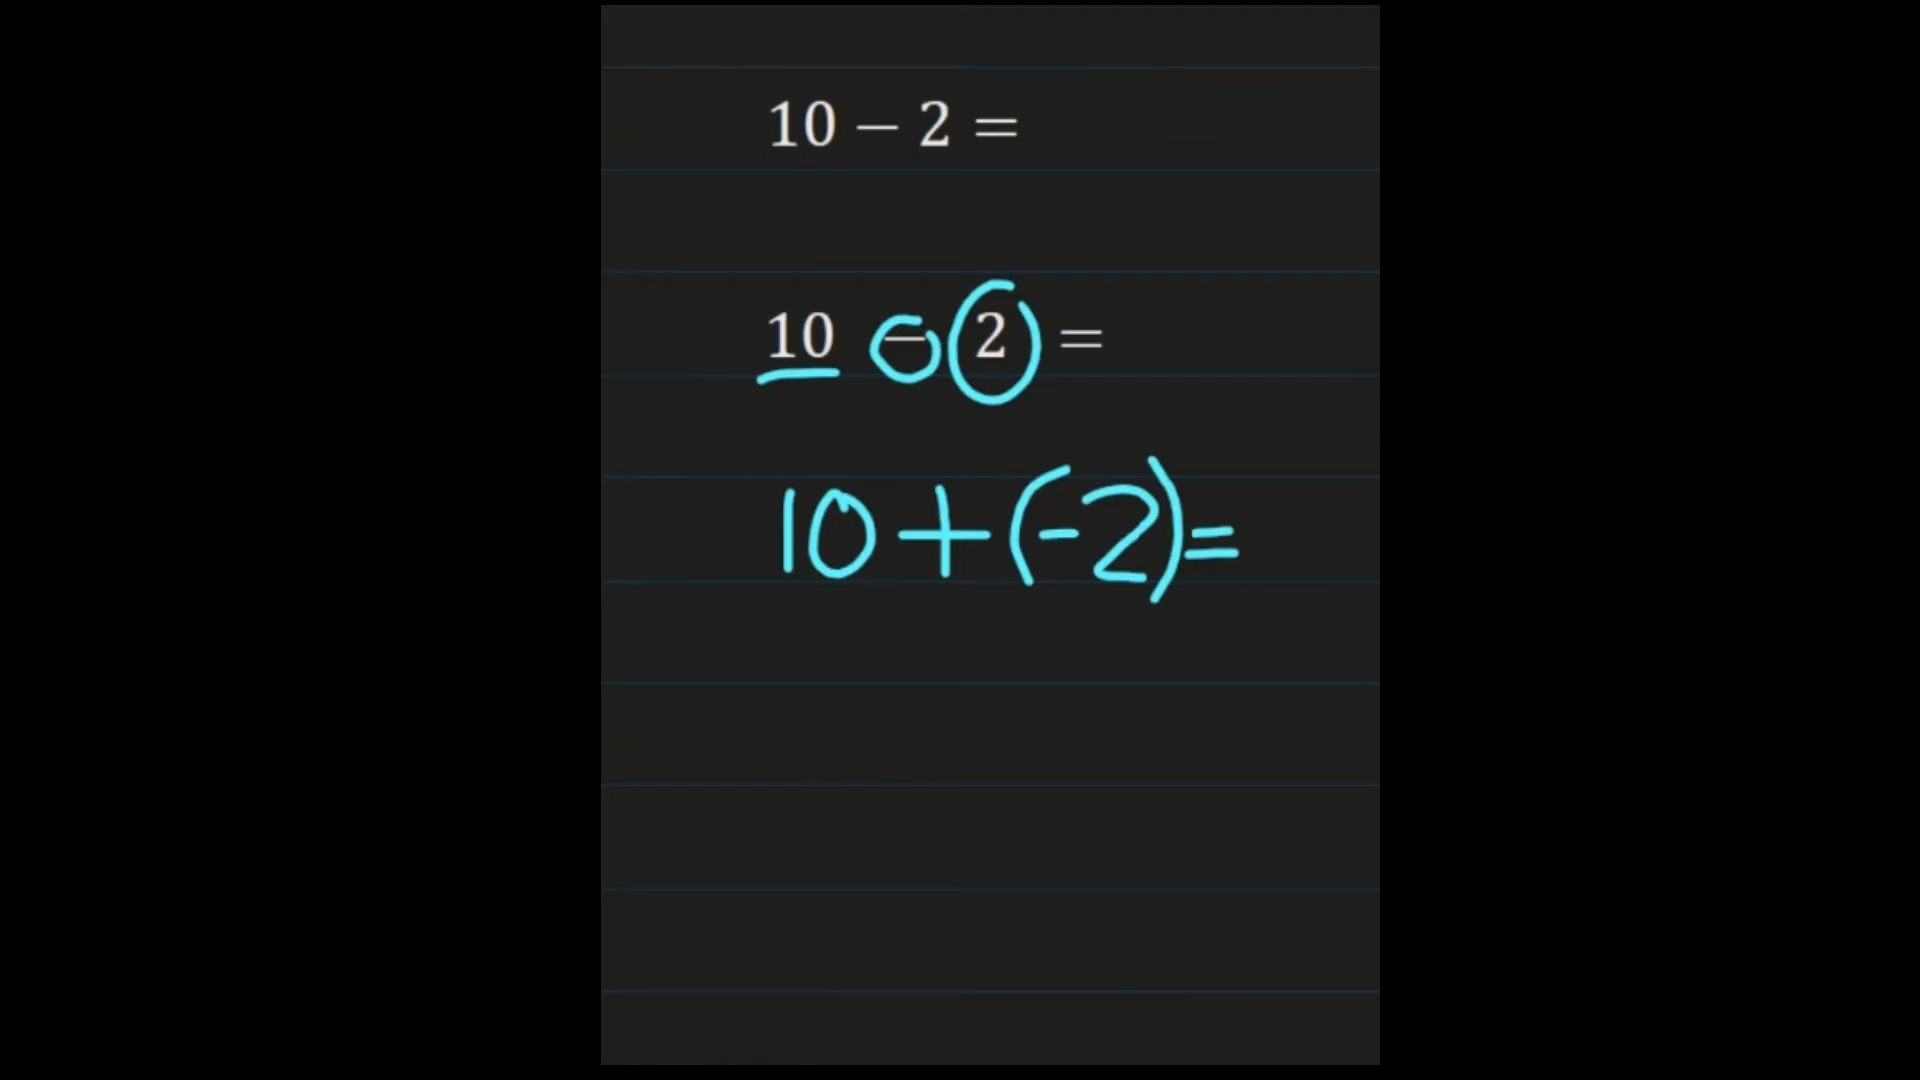 10 − 2 =
10 − 2 =
10 + (-2) =